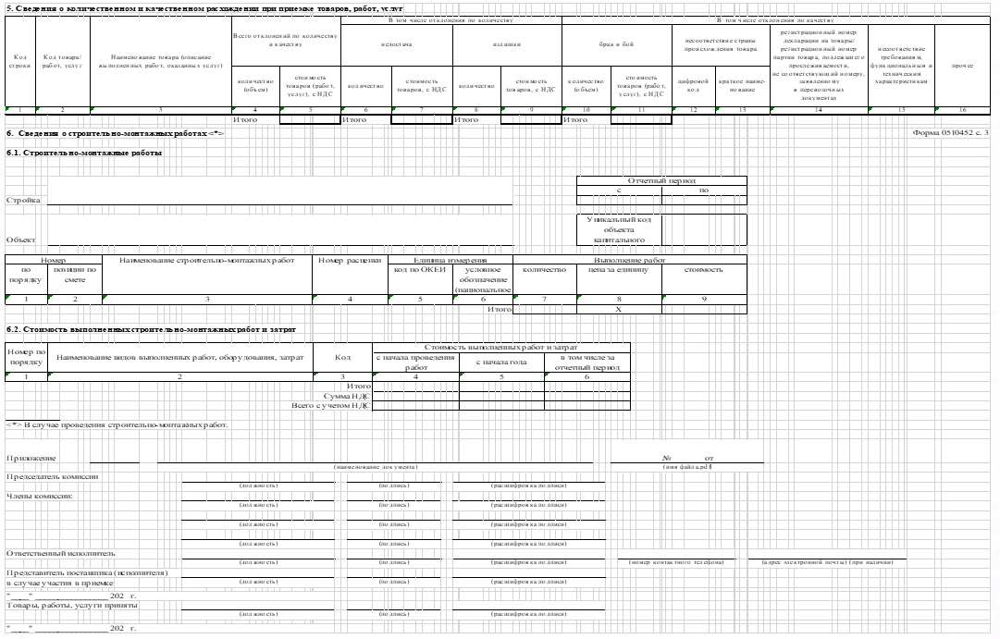 5. Сведения о количественном и качественном расхождении при приемке товаров, работ, услуг
Код строки
Код товара/ работ, услуг
Наименование товара (описание выполненных работ, оказанных услуг)
Всего отклонений по количеству и качеству
В том числе отклонения по количеству
В том числе отклонения по качеству
недостача
излишки
брак и бой
несоответствие страны происхождения товара
регистрационный номер декларации на товары/ регистрационный номер партии товара, подлежащего прослеживаемости, не соответствующий номеру, заявленному в перевозочных документах
несоответствие требованиям, функциональным и техническим характеристикам
прочее
количество (объем)
стоимость товаров (работ, услуг), с НДС
количество
стоимость товаров, с НДС
количество
стоимость товаров, с НДС
количество (объем)
стоимость товаров (работ, услуг), с НДС
цифровой код
краткое наименование
1 2 3 4 5 6 7 8 9 10 11 12 13 14 15 16
Итого Итого Итого Итого
6. Сведения о строительно-монтажных работах <*>
Форма 0510452 с. 3
6.1. Строительно-монтажные работы
Отчетный период
с по
Стройка
Уникальный код объекта капитального
Объект
Номер
Наименование строительно-монтажных работ
Номер расценки
Единица измерения
Выполнение работ
по порядку
позиции по смете
код по ОКЕИ
условное обозначение (национальное
количество
цена за единицу
стоимость
1 2 3 4 5 6 7 8 9
Итого X
6.2. Стоимость выполненных строительно-монтажных работ и затрат
Номер по порядку
Наименование видов выполненных работ, оборудования, затрат
Код
Стоимость выполненных работ и затрат
с начала проведения работ
с начала года
в том числе за отчетный период
1 2 3 4 5 6
Итого
Сумма НДС
Всего с учетом НДС
<*> В случае проведения строительно-монтажных работ.
Приложение № от
(наименование документа) (имя файла.pdf)
Председатель комиссии
(должность) (подпись) (расшифровка подписи)
Члены комиссии:
(должность) (подпись) (расшифровка подписи)
(должность) (подпись) (расшифровка подписи)
(должность) (подпись) (расшифровка подписи)
Ответственный исполнитель
(должность) (подпись) (расшифровка подписи) (номер контактного телефона) (адрес электронной почты) (при наличии)
Представитель поставщика (исполнителя)
в случае участия в приемке
(должность) (подпись) (расшифровка подписи)
"____" ________________ 202 г.
Товары, работы, услуги приняты
(должность) (подпись) (расшифровка подписи)
"____" ________________ 202 г.